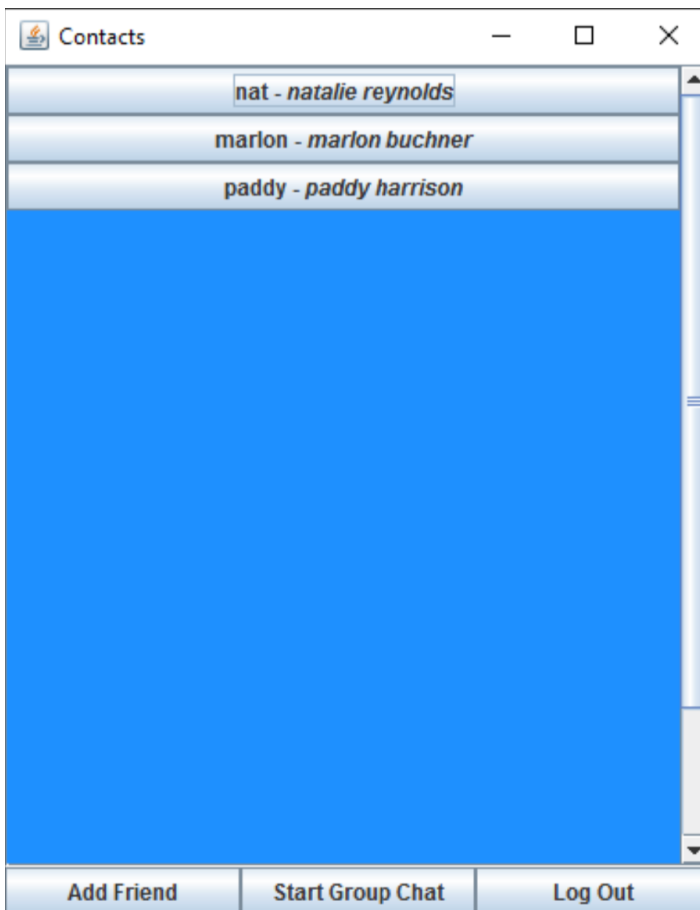 Contacts
nat - natalie reynolds
marlon - marlon buchner
paddy - paddy harrison
Add Friend Start Group Chat Log Out